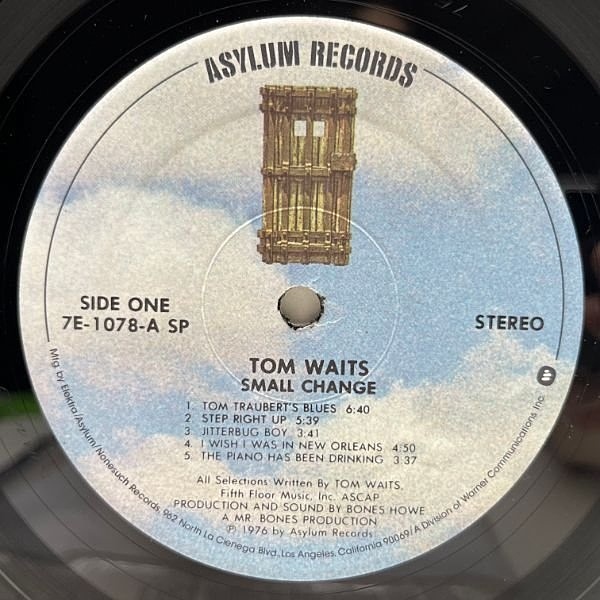 ASYLUM RECORDS
SIDE ONE
7E-1078-A SP
STEREO
TOM WAITS
SMALL CHANGE
1. TOM TRAUBERT'S BLUES 6:40
2. STEP RIGHT UP 5:39
3. JITTERBUG BOY 3:41
4. I WISH I WAS IN NEW ORLEANS 4:50
5. THE PIANO HAS BEEN DRINKING 3:37
All Selections Written By TOM WAITS.
Fifth Floor Music, Inc. ASCAP
PRODUCTION AND SOUND BY BONES HOWE
A MR. BONES PRODUCTION
℗ 1976 by Asylum Records
Mfg. by Elektra/Asylum/Nonesuch Records, 962 North La Cienega Blvd., Los Angeles, California 90069/A Division of Warner Communications Inc.